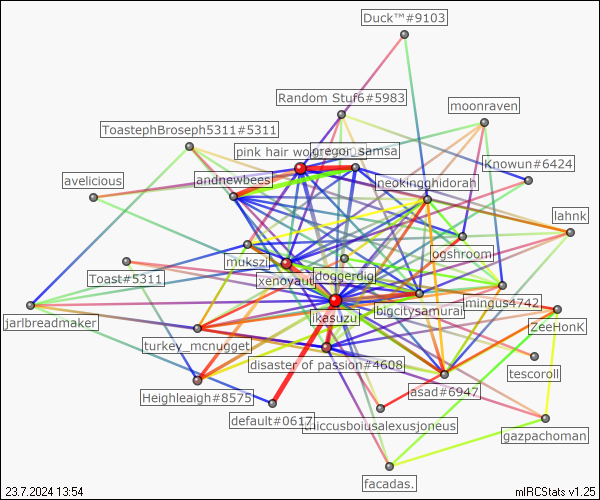 Duck™#9103
Random Stuf6#5983
moonraven
ToastephBroseph5311#5311
pink hair wo
gregor_samsa
Knowun#6424
avelicious
andnewbees
neokingghidorah
lahnk
mukszi
ogshroom
Toast#5311
xenoyaut
doggerdig
mingus4742
jarlbreadmaker
ikasuzui
bigcitysamurai
ZeeHonK
turkey_mcnugget
disaster of passion#4608
tescoroll
Heighleaigh#8575
asad#6947
default#0617
thiccusboiusalexusjoneus
gazpachoman
facadas.
23.7.2024 13:54
mIRCStats v1.25